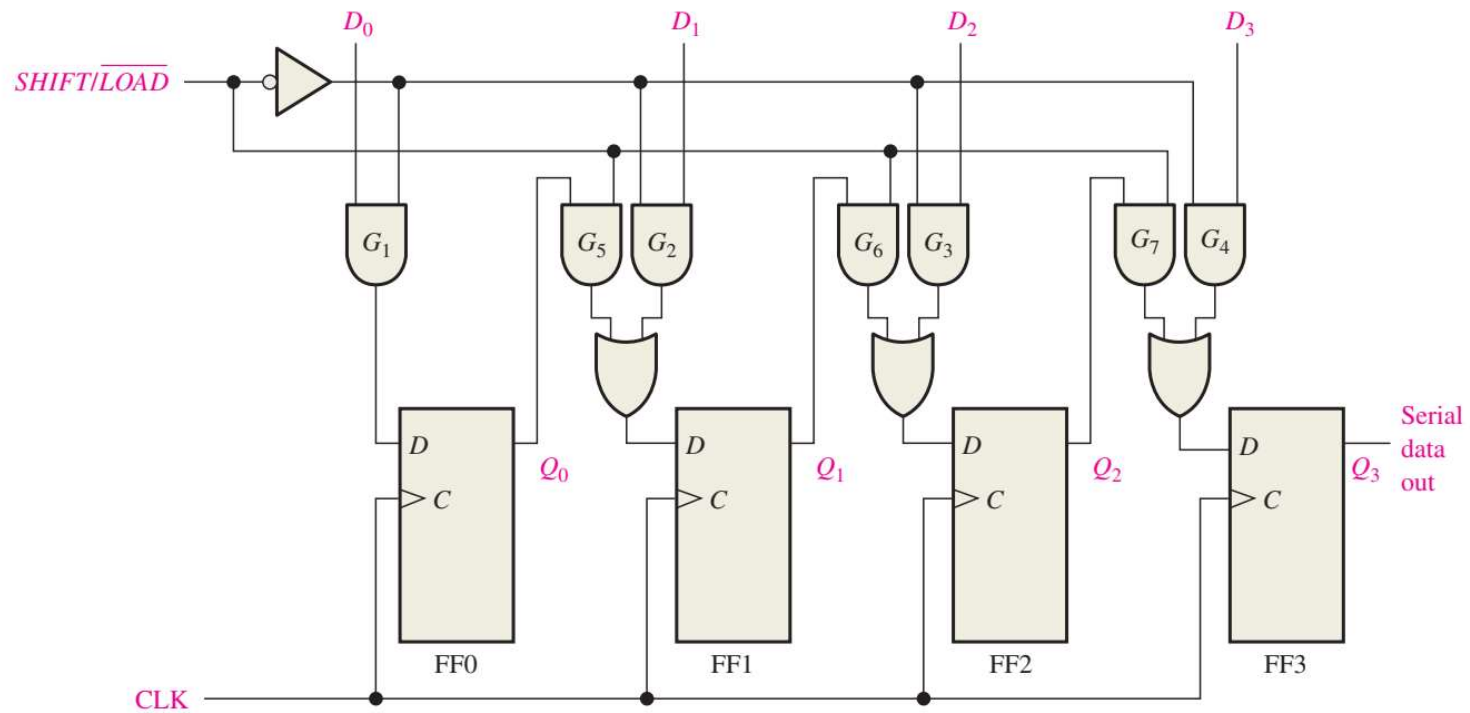 D₀ D₁ D₂ D₃
SHIFT/L̅O̅A̅D̅
G₁ G₅ G₂ G₆ G₃ G₇ G₄
Serial
data
out
D D D D
Q₀ Q₁ Q₂ Q₃
C C C C
FF0 FF1 FF2 FF3
CLK